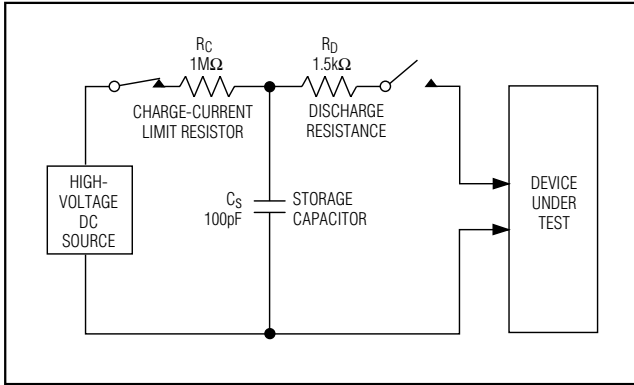 R_C
1MΩ
CHARGE-CURRENT
LIMIT RESISTOR
R_D
1.5kΩ
DISCHARGE
RESISTANCE
HIGH-
VOLTAGE
DC
SOURCE
C_S
100pF
STORAGE
CAPACITOR
DEVICE
UNDER
TEST